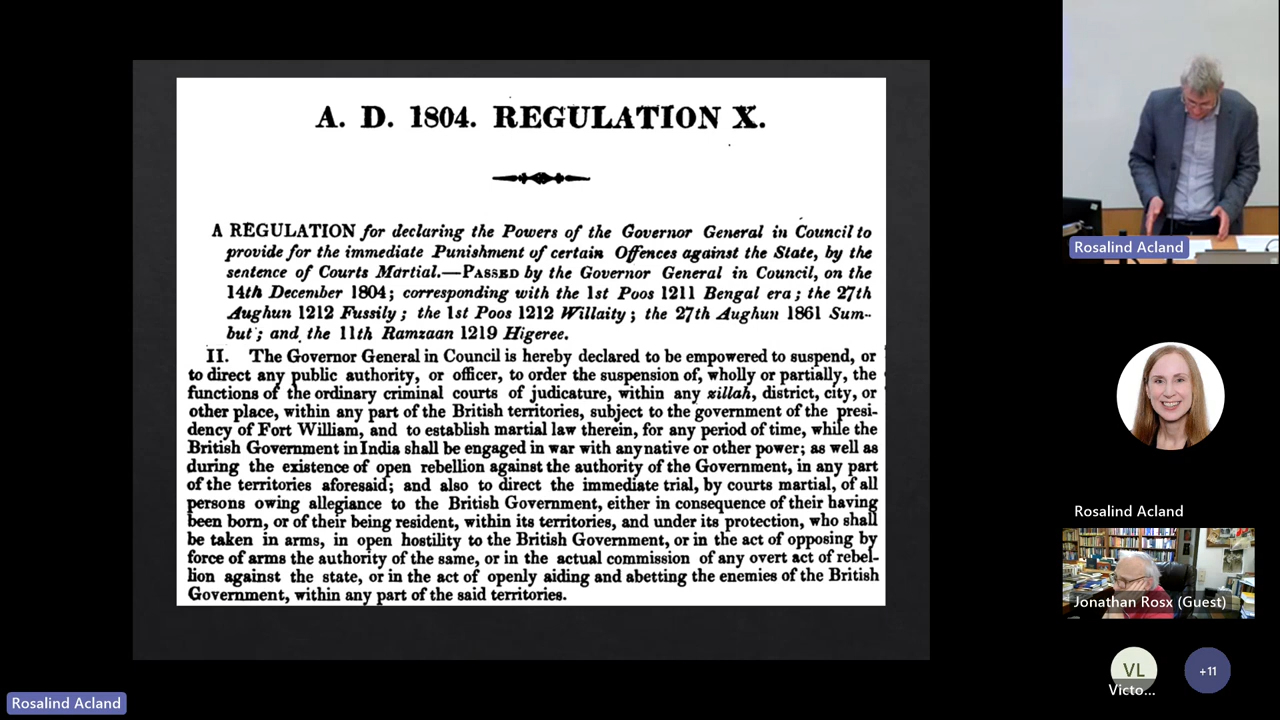 A. D. 1804. REGULATION X.
A REGULATION for declaring the Powers of the Governor General in Council to
provide for the immediate Punishment of certain Offences against the State, by the
sentence of Courts Martial.—PASSED by the Governor General in Council, on the
14th December 1804; corresponding with the 1st Poos 1211 Bengal era; the 27th
Aughun 1212 Fussily; the 1st Poos 1212 Willaity; the 27th Aughun 1861 Sum-
but; and the 11th Ramzaan 1219 Higeree.
II. The Governor General in Council is hereby declared to be empowered to suspend, or
to direct any public authority, or officer, to order the suspension of, wholly or partially, the
functions of the ordinary criminal courts of judicature, within any zillah, district, city, or
other place, within any part of the British territories, subject to the government of the presi-
dency of Fort William, and to establish martial law therein, for any period of time, while the
British Government in India shall be engaged in war with any native or other power; as well as
during the existence of open rebellion against the authority of the Government, in any part
of the territories aforesaid; and also to direct the immediate trial, by courts martial, of all
persons owing allegiance to the British Government, either in consequence of their having
been born, or of their being resident, within its territories, and under its protection, who shall
be taken in arms, in open hostility to the British Government, or in the act of opposing by
force of arms the authority of the same, or in the actual commission of any overt act of rebel-
lion against the state, or in the act of openly aiding and abetting the enemies of the British
Government, within any part of the said territories.
Rosalind Acland
Rosalind Acland
Jonathan Rosx (Guest)
VL
Victo...
+11
Rosalind Acland